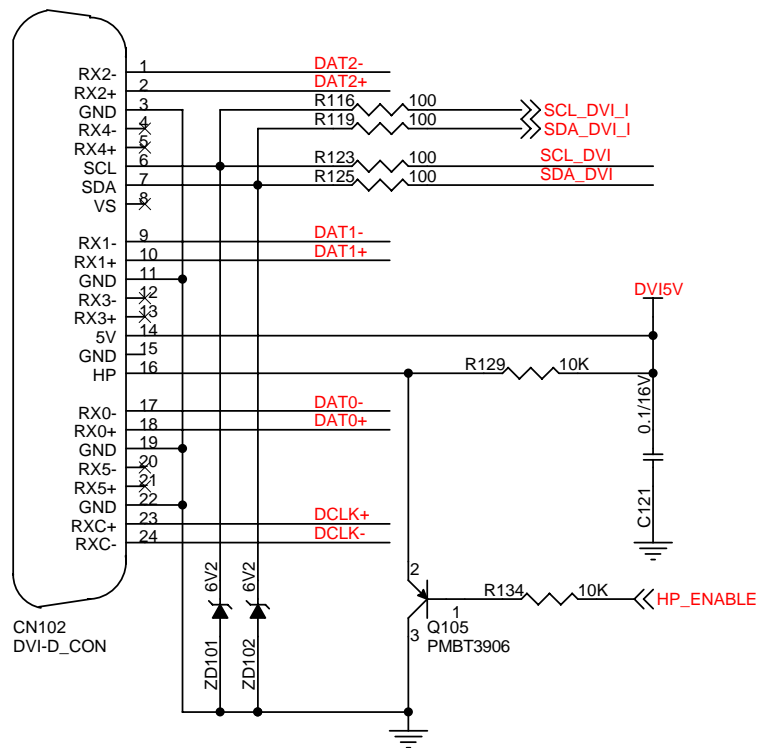 RX2- 1 DAT2-
RX2+ 2 DAT2+
GND 3 R116 100 SCL_DVI_I
RX4- 4 R119 100 SDA_DVI_I
RX4+ 5
SCL 6 R123 100 SCL_DVI
SDA 7 R125 100 SDA_DVI
VS 8
RX1- 9 DAT1-
RX1+ 10 DAT1+
GND 11
RX3- 12 DVI5V
RX3+ 13
5V 14
GND 15
HP 16 R129 10K
RX0- 17 DAT0- 0.1/16V
RX0+ 18 DAT0+
GND 19
RX5- 20
RX5+ 21
GND 22 C121
RXC+ 23 DCLK+
RXC- 24 DCLK-
6V2 6V2 2
R134 10K HP_ENABLE
1
CN102 Q105
DVI-D_CON 3 PMBT3906
ZD101 ZD102